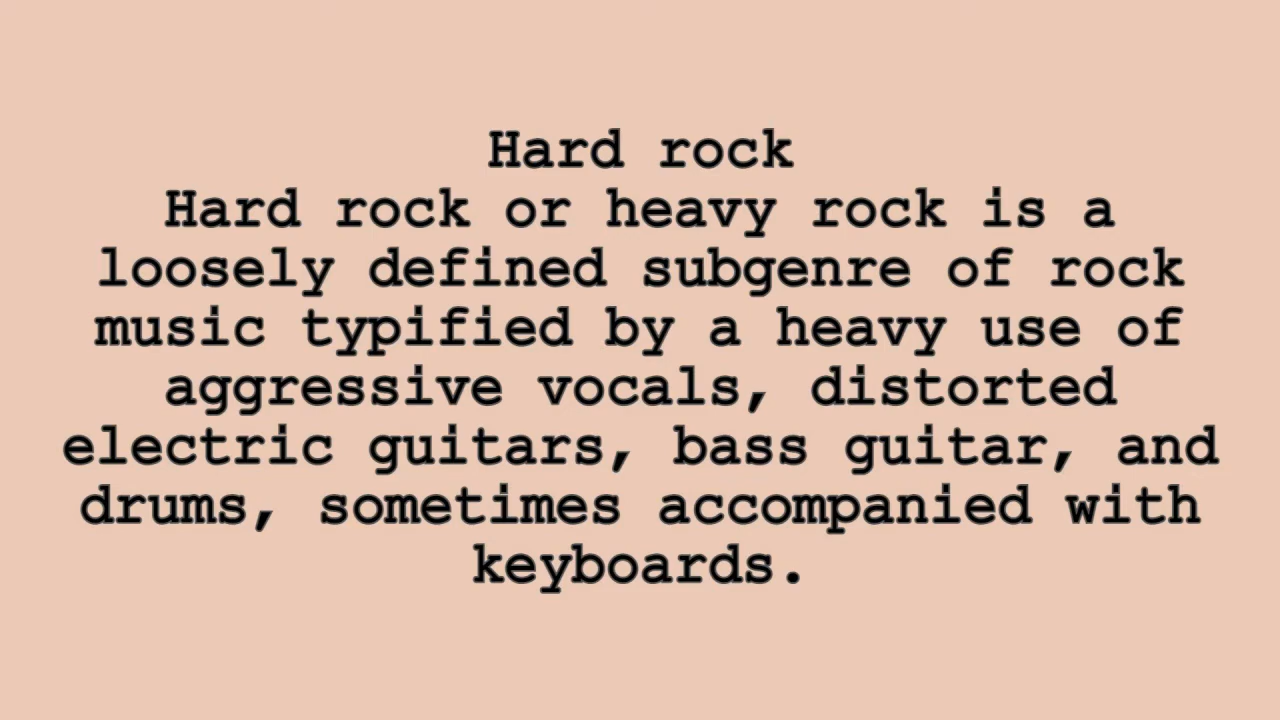 Hard rock
Hard rock or heavy rock is a
loosely defined subgenre of rock
music typified by a heavy use of
aggressive vocals, distorted
electric guitars, bass guitar, and
drums, sometimes accompanied with
keyboards.